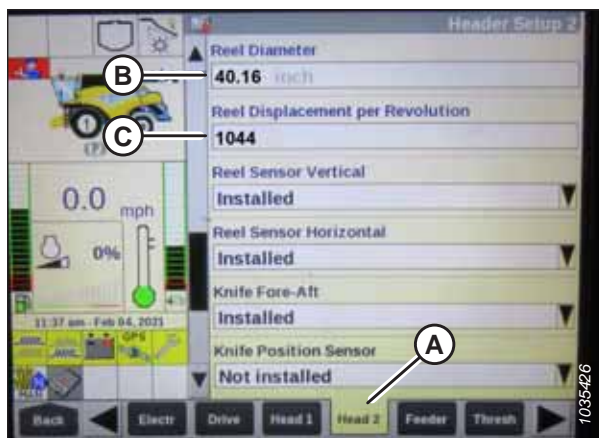 Header Setup 2
Reel Diameter
B
40.16 inch
Reel Displacement per Revolution
C
1044
(P)
Reel Sensor Vertical
Installed
0.0 mph
Reel Sensor Horizontal
0%
Installed
Knife Fore-Aft
Installed
11:37 am - Feb 04, 2021
GPS
A
Knife Position Sensor
Not installed
Back
Electr
Drive
Head 1
Head 2
Feeder
Thresh
1035426